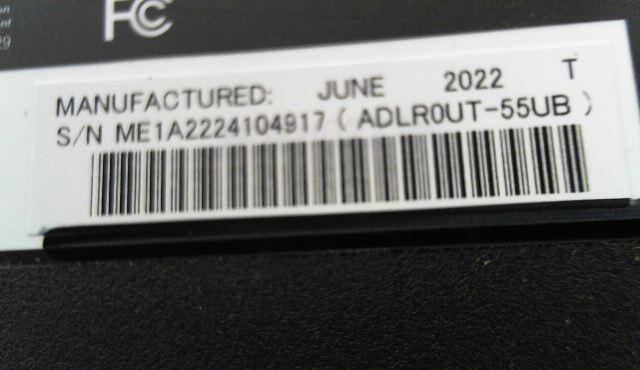 FC
MANUFACTURED: JUNE 2022 T
S/N ME1A2224104917 ( ADLR0UT-55UB )